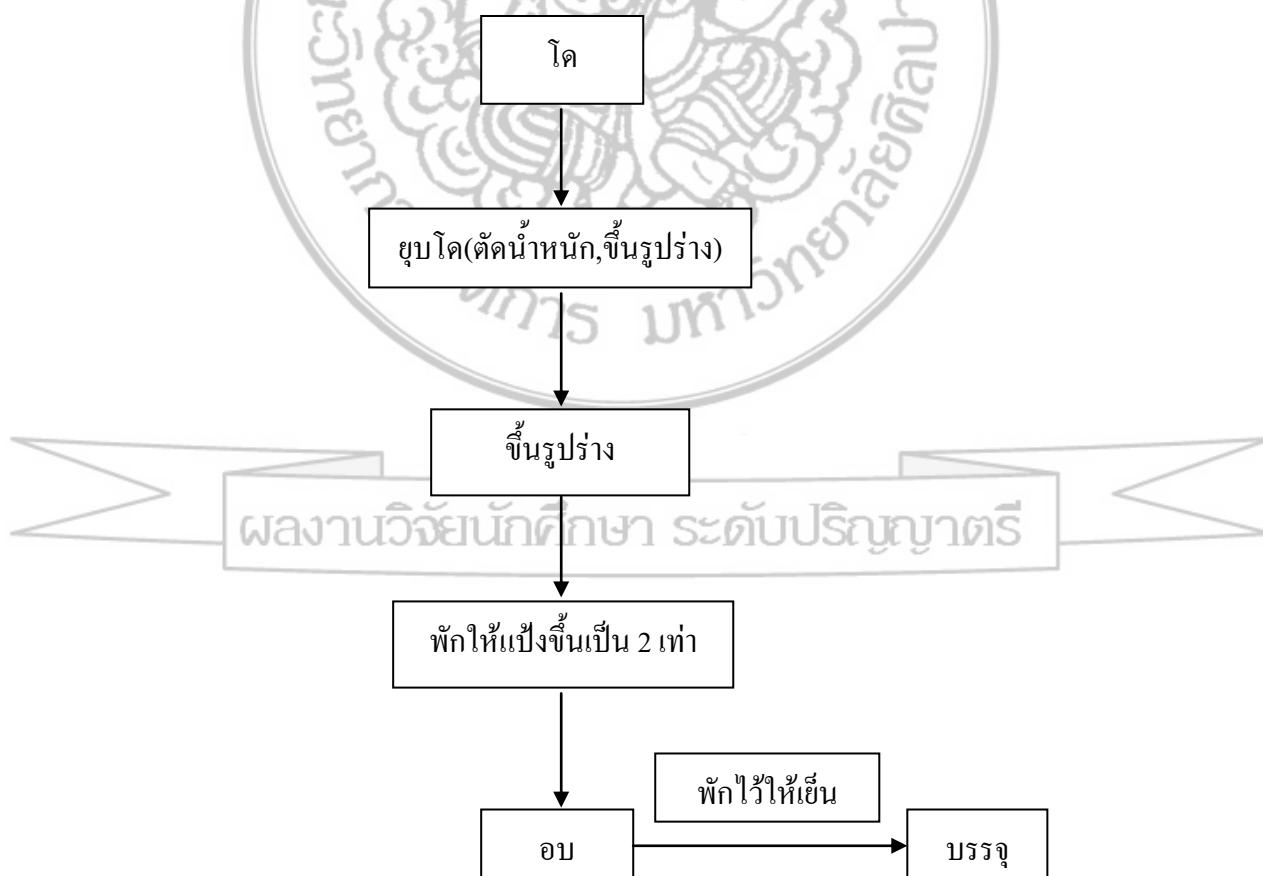 โด
ยุบโด(ตัดน้ำหนัก,ขึ้นรูปร่าง)
ขึ้นรูปร่าง
ผลงานวิจัยนักศึกษา ระดับปริญญาตรี
พักให้แป้งขึ้นเป็น 2 เท่า
พักไว้ให้เย็น
อบ
บรรจุ